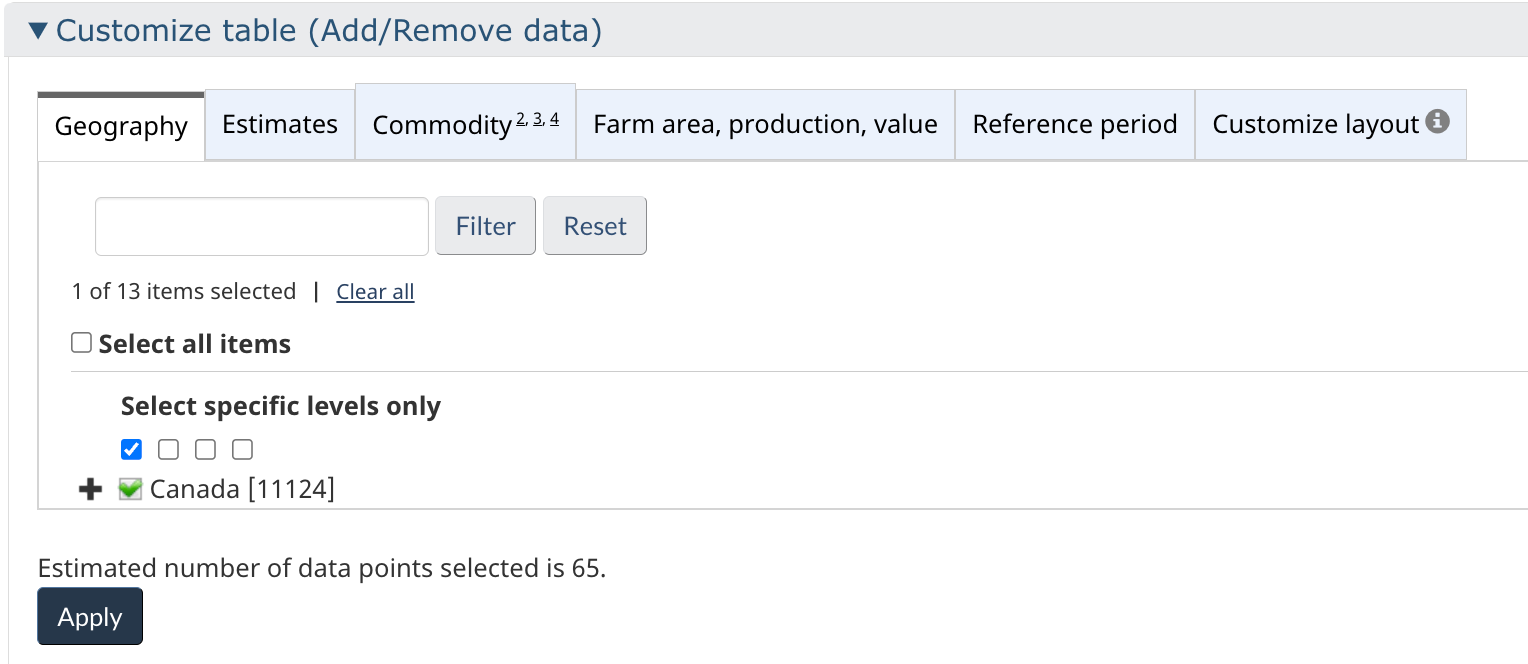 Customize table (Add/Remove data)
Geography Estimates Commodity 2, 3, 4 Farm area, production, value Reference period Customize layout
Filter Reset
1 of 13 items selected | Clear all
Select all items
Select specific levels only
Canada [11124]
Estimated number of data points selected is 65.
Apply